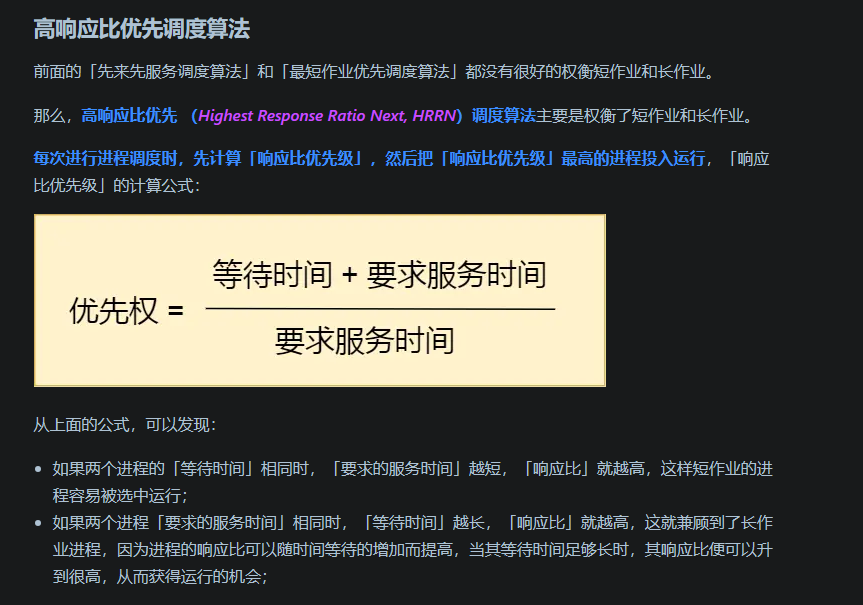 高响应比优先调度算法
前面的「先来先服务调度算法」和「最短作业优先调度算法」都没有很好的权衡短作业和长作业。
那么，高响应比优先 （Highest Response Ratio Next, HRRN）调度算法主要是权衡了短作业和长作业。
每次进行进程调度时，先计算「响应比优先级」，然后把「响应比优先级」最高的进程投入运行，「响应
比优先级」的计算公式：
等待时间 + 要求服务时间
优先权 =
要求服务时间
从上面的公式，可以发现：
• 如果两个进程的「等待时间」相同时，「要求的服务时间」越短，「响应比」就越高，这样短作业的进
程容易被选中运行；
• 如果两个进程「要求的服务时间」相同时，「等待时间」越长，「响应比」就越高，这就兼顾到了长作
业进程，因为进程的响应比可以随时间等待的增加而提高，当其等待时间足够长时，其响应比便可以升
到很高，从而获得运行的机会；